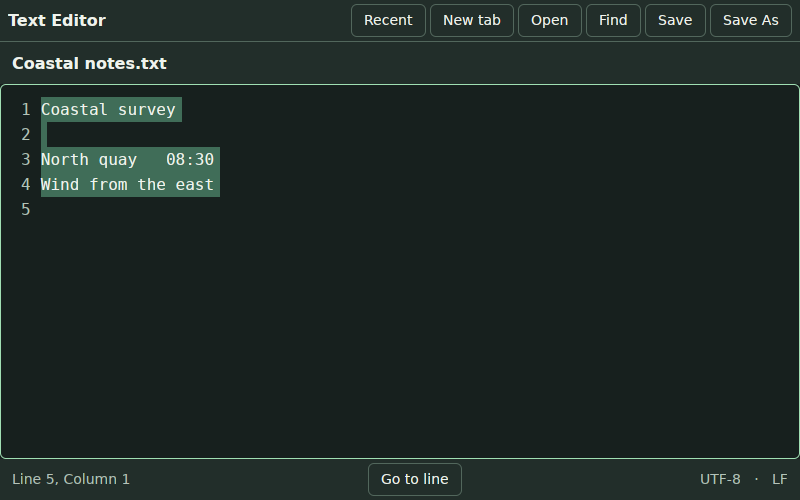 Text Editor Recent New tab Open Find Save Save As
Coastal notes.txt
1 Coastal survey
2
3 North quay   08:30
4 Wind from the east
5
Line 5, Column 1 Go to line UTF-8 · LF